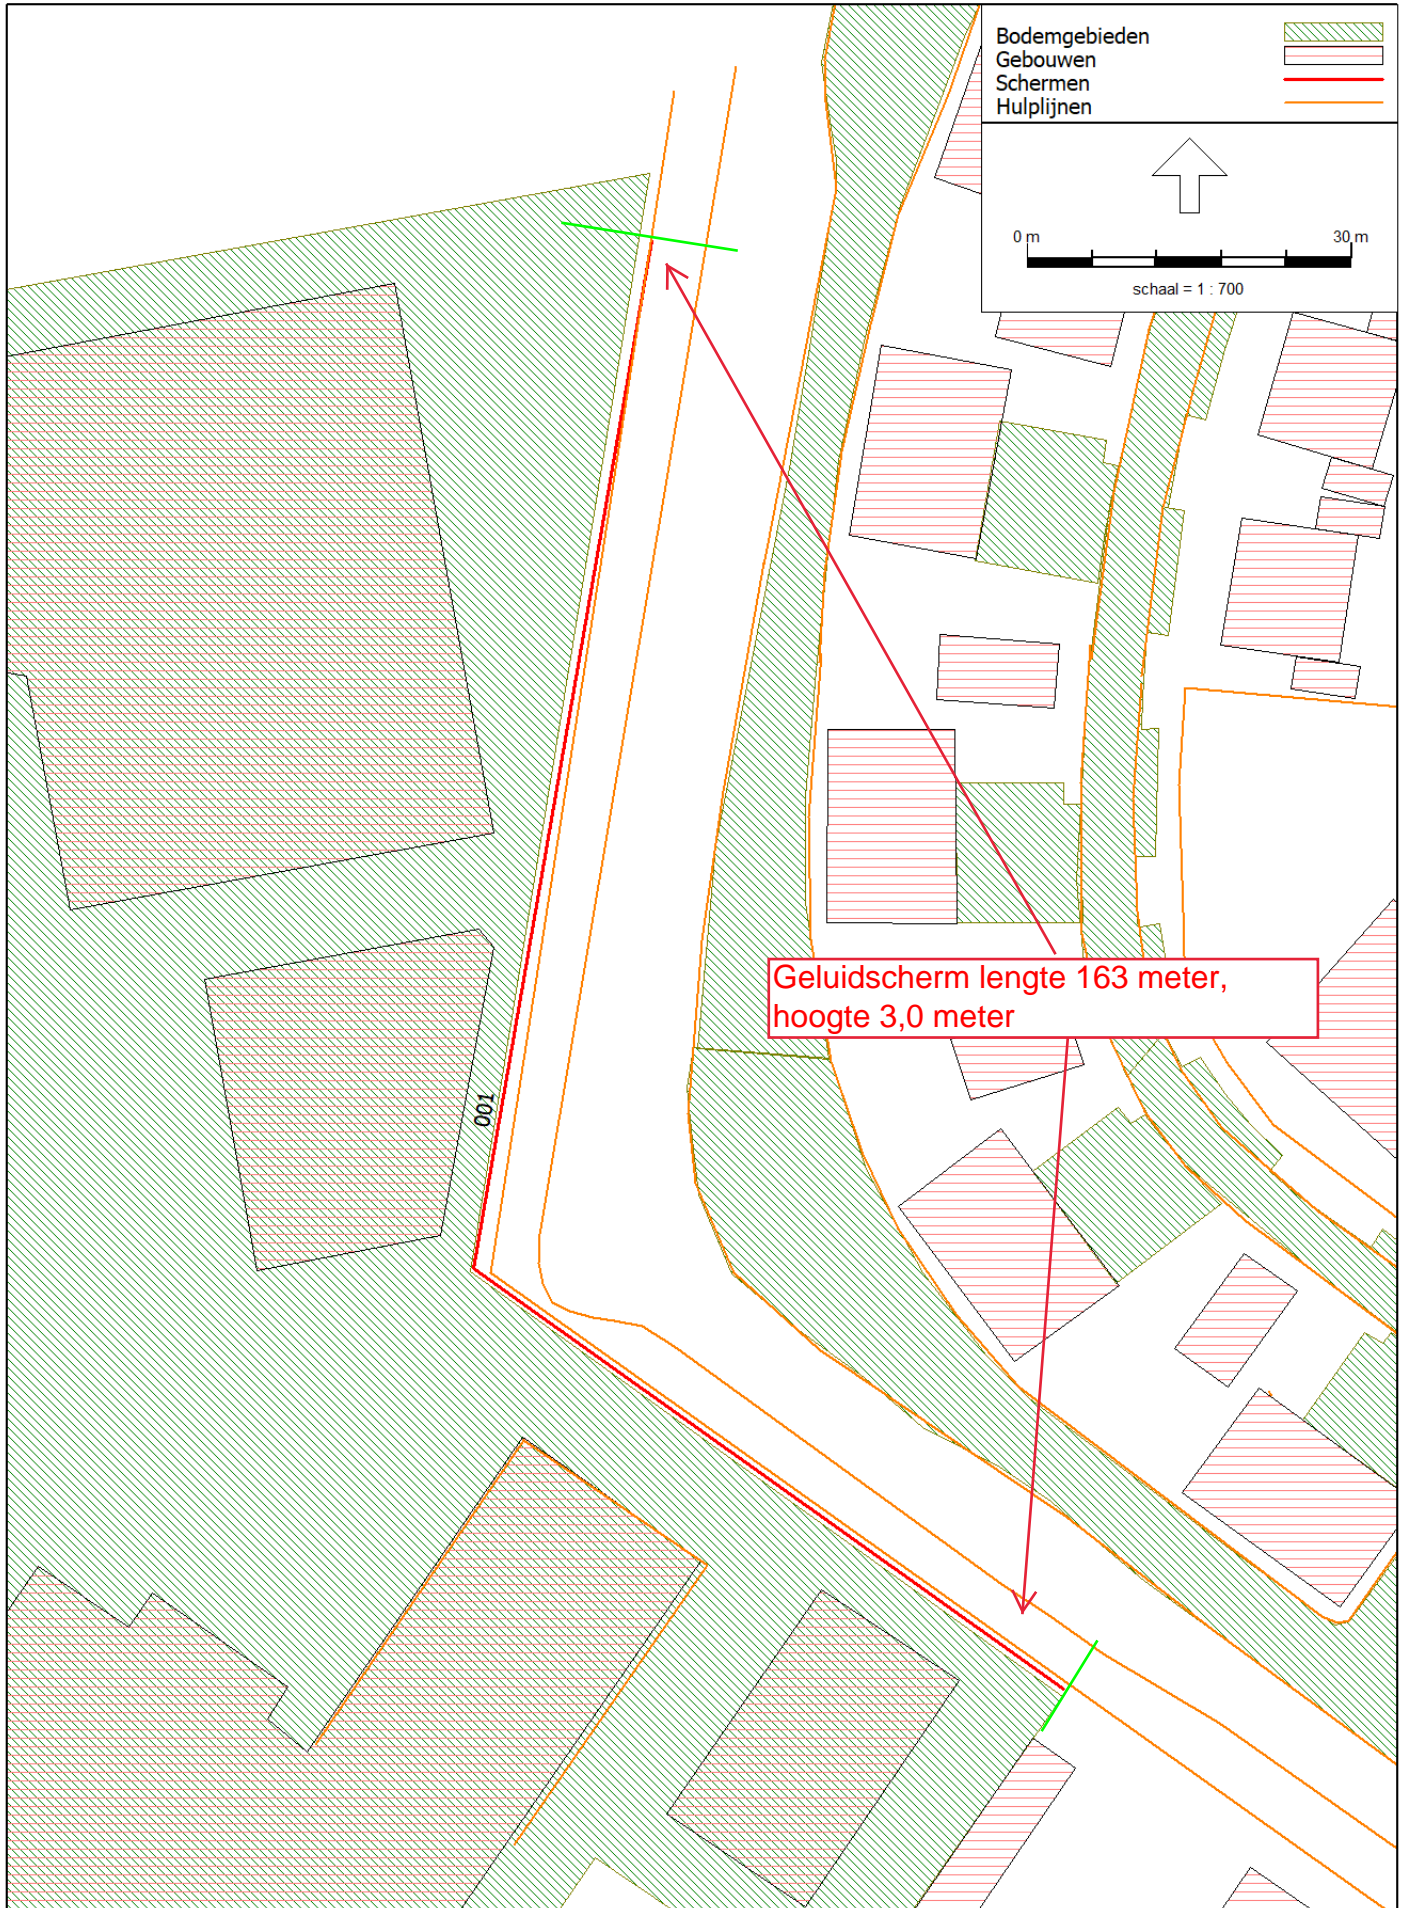 Bodemgebieden
Gebouwen
Schermen
Hulplijnen
0 m 30 m
schaal = 1 : 700
Geluidscherm lengte 163 meter,
hoogte 3,0 meter
001